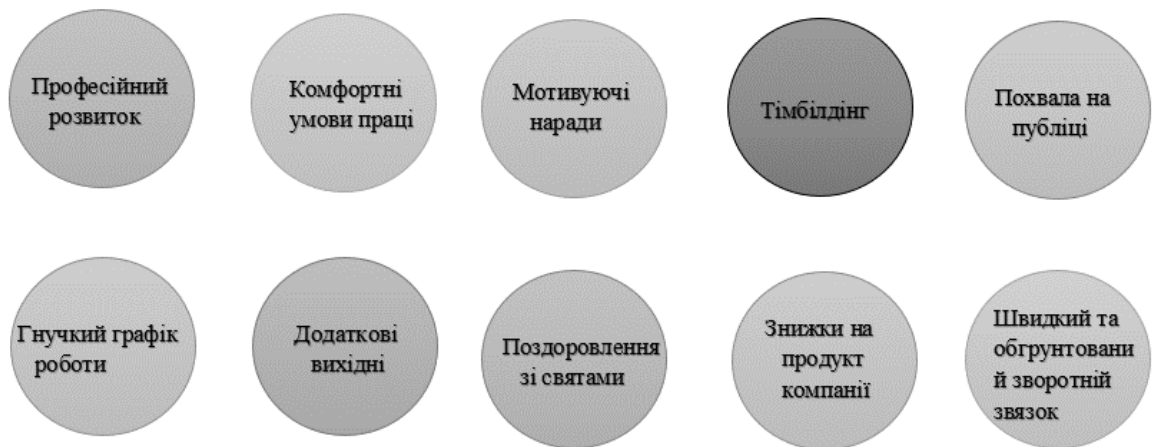 Професійний
розвиток
Комфортні
умови праці
Мотивуючі
наради
Тімбілдінг
Похвала на
публіці
Гнучкий графік
роботи
Додаткові
вихідні
Поздоровлення
зі святами
Знижки на
продукт
компанії
Швидкий та
обгрунтовани
й зворотній
звязок